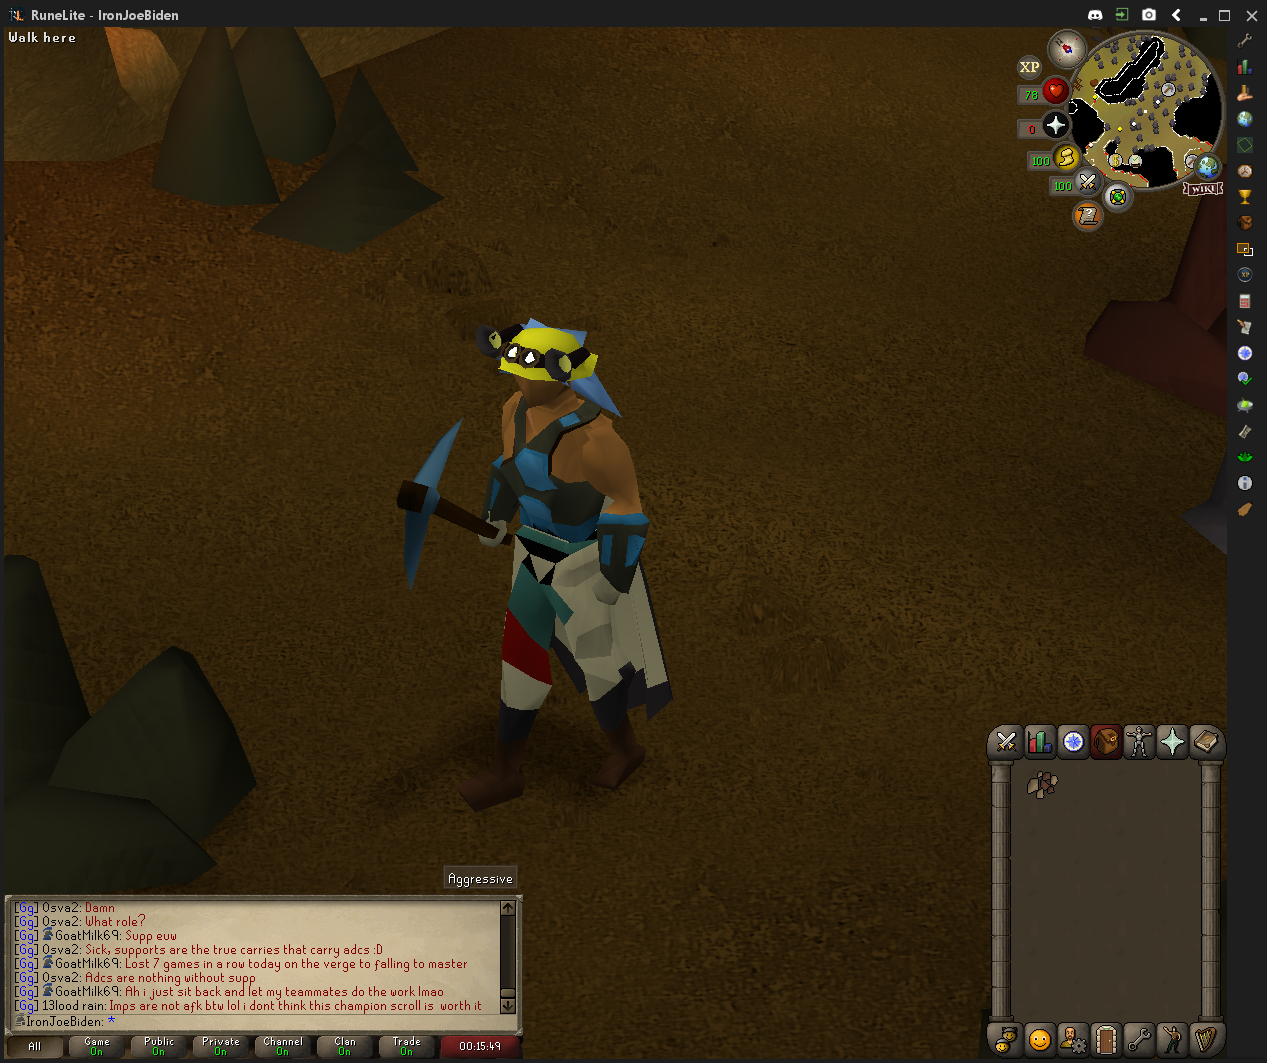 RuneLite - IronJoeBiden
Walk here
XP
78
0
100
100
WIKI
Aggressive
[Gg] Osva2: Damn
[Gg] Osva2: What role?
[Gg] GoatMilk69: Supp euw
[Gg] Osva2: Sick, supports are the true carries that carry adcs :D
[Gg] GoatMilk69: Lost 7 games in a row today on the verge to falling to master
[Gg] Osva2: Adcs are nothing without supp
[Gg] GoatMilk69: Ah i just sit back and let my teammates do the work lmao
[Gg] 13lood rain: Imps are not afk btw lol i dont think this champion scroll is worth it
IronJoeBiden: *
All
Game
On
Public
On
Private
On
Channel
On
Clan
On
Trade
On
00:15:49